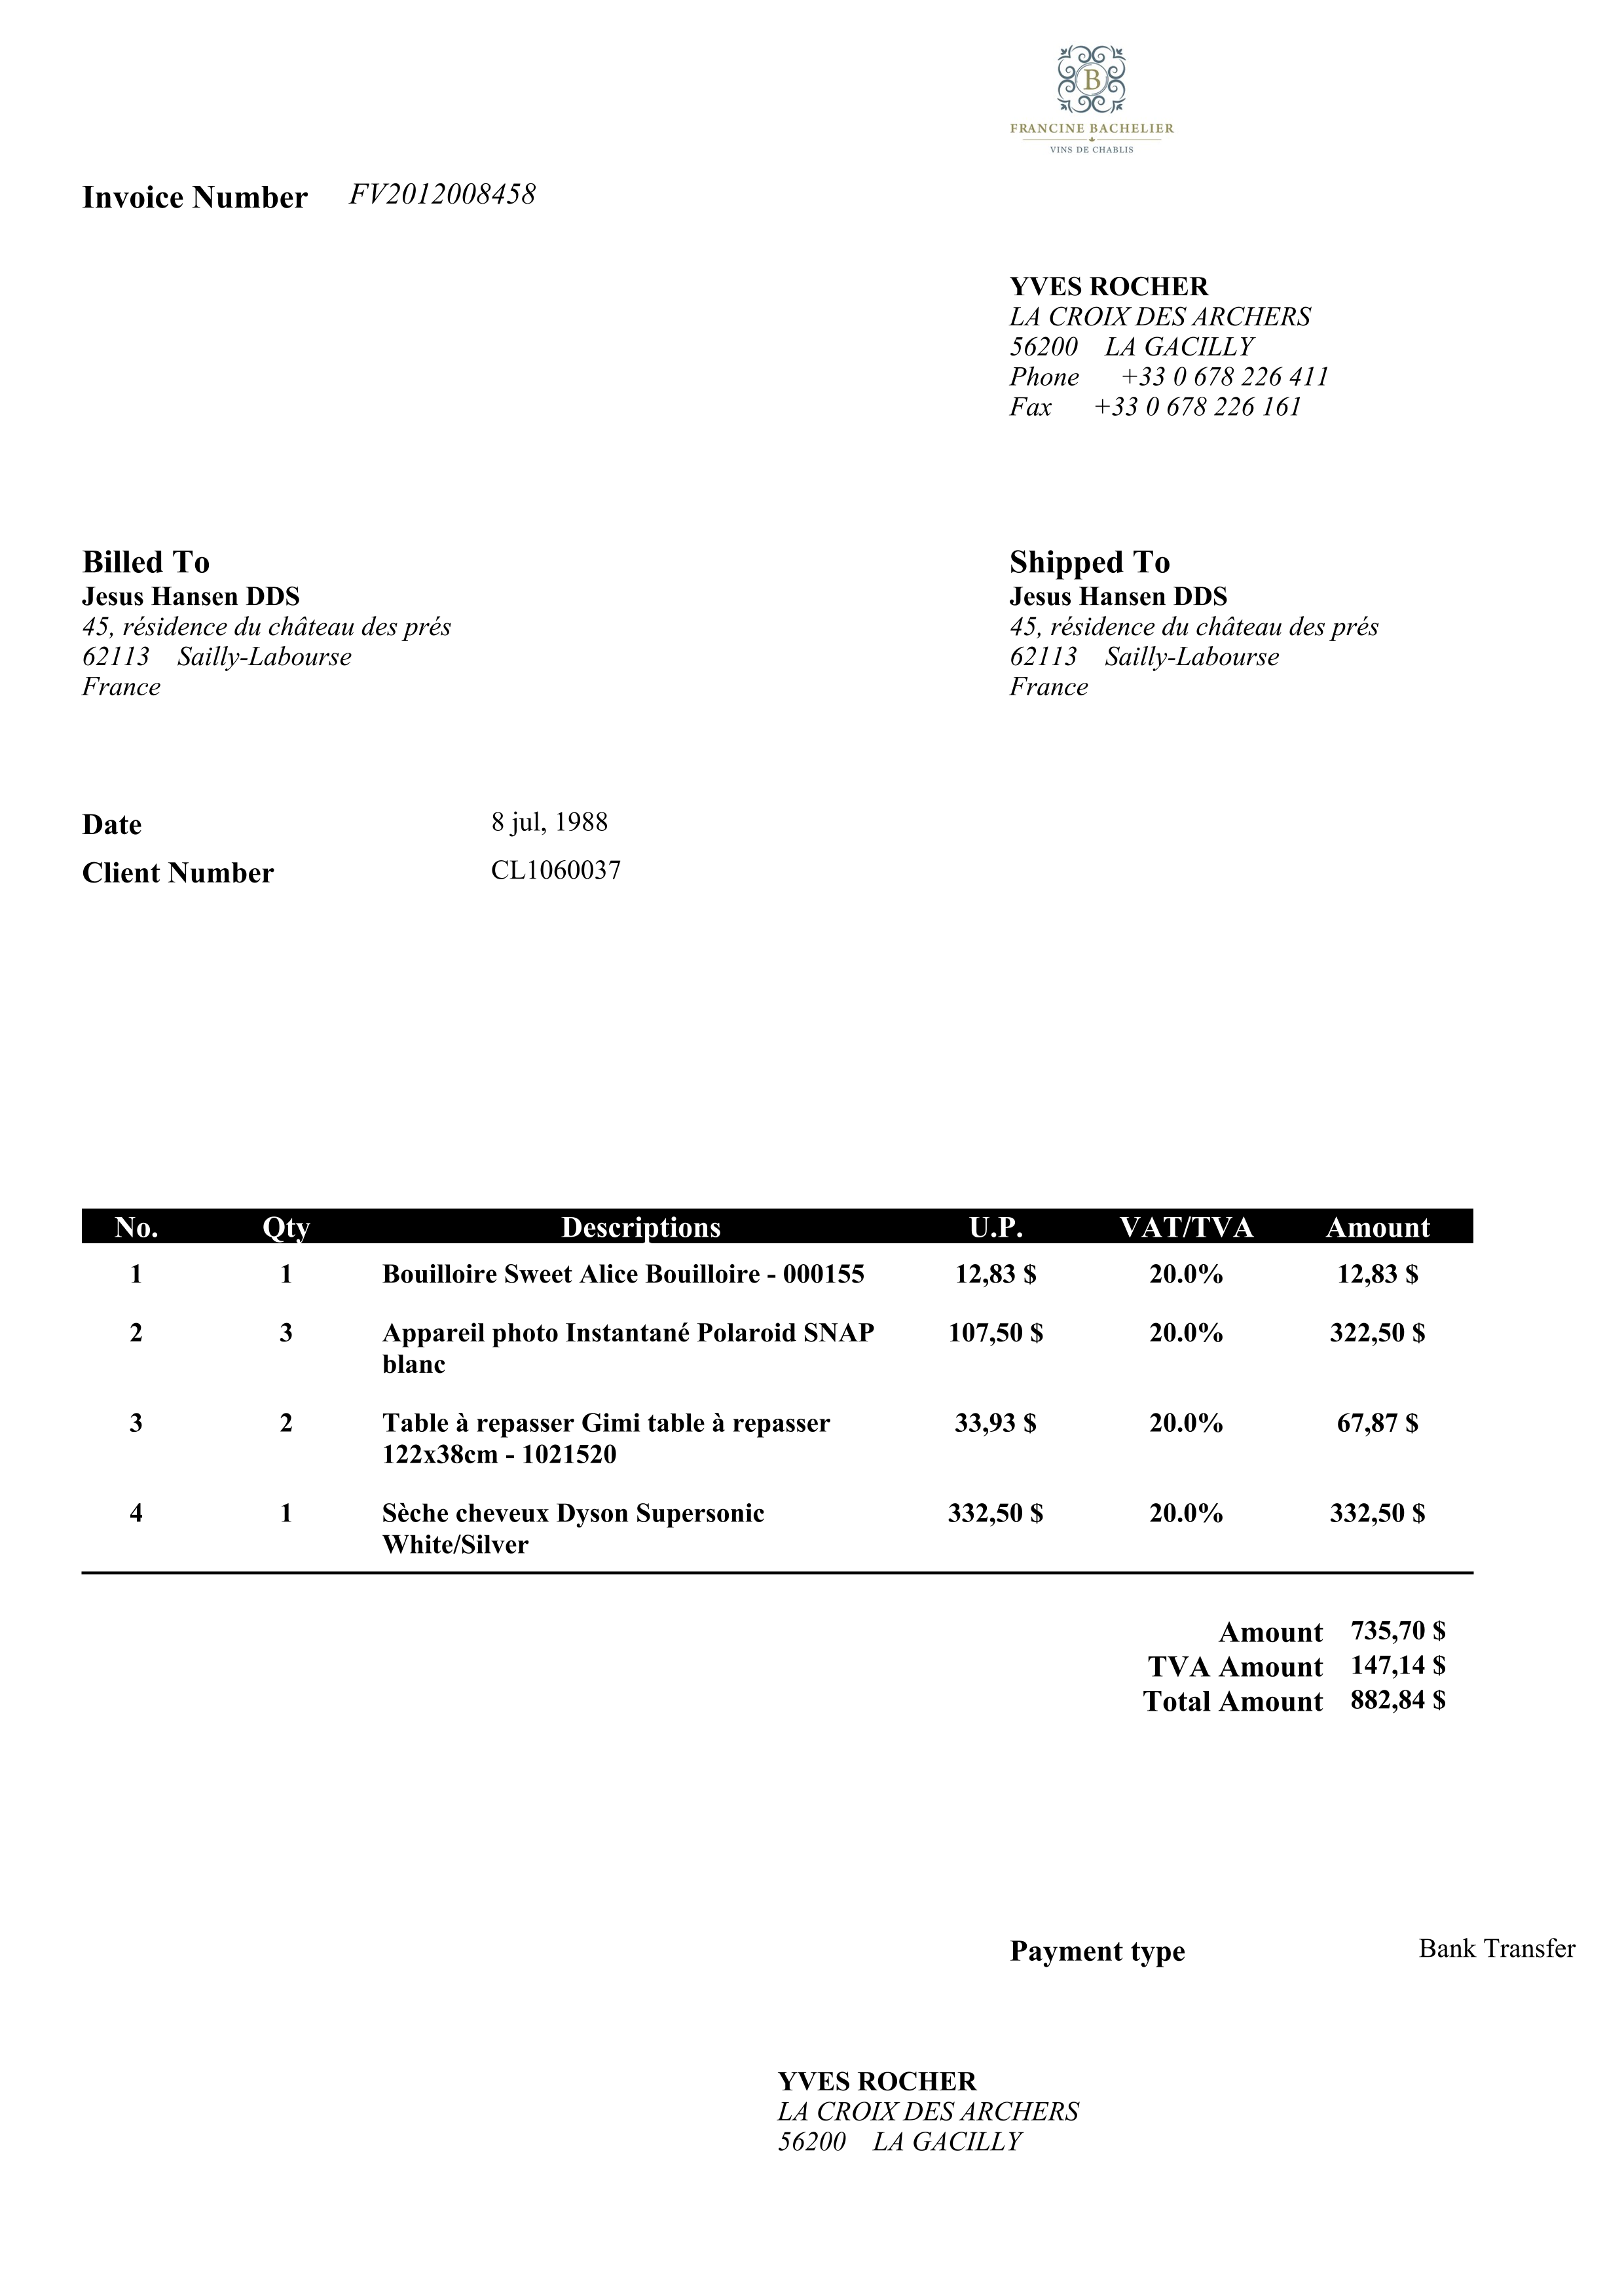 B
FRANCINE BACHELIER
VINS DE CHABLIS
Invoice Number FV2012008458
YVES ROCHER
LA CROIX DES ARCHERS
56200 LA GACILLY
Phone +33 0 678 226 411
Fax +33 0 678 226 161
Billed To
Jesus Hansen DDS
45, résidence du château des prés
62113 Sailly-Labourse
France
Shipped To
Jesus Hansen DDS
45, résidence du château des prés
62113 Sailly-Labourse
France
Date 8 jul, 1988
Client Number CL1060037
No. Qty Descriptions U.P. VAT/TVA Amount
1 1 Bouilloire Sweet Alice Bouilloire - 000155 12,83 $ 20.0% 12,83 $
2 3 Appareil photo Instantané Polaroid SNAP 107,50 $ 20.0% 322,50 $
blanc
3 2 Table à repasser Gimi table à repasser 33,93 $ 20.0% 67,87 $
122x38cm - 1021520
4 1 Sèche cheveux Dyson Supersonic 332,50 $ 20.0% 332,50 $
White/Silver
Amount 735,70 $
TVA Amount 147,14 $
Total Amount 882,84 $
Payment type Bank Transfer
YVES ROCHER
LA CROIX DES ARCHERS
56200 LA GACILLY